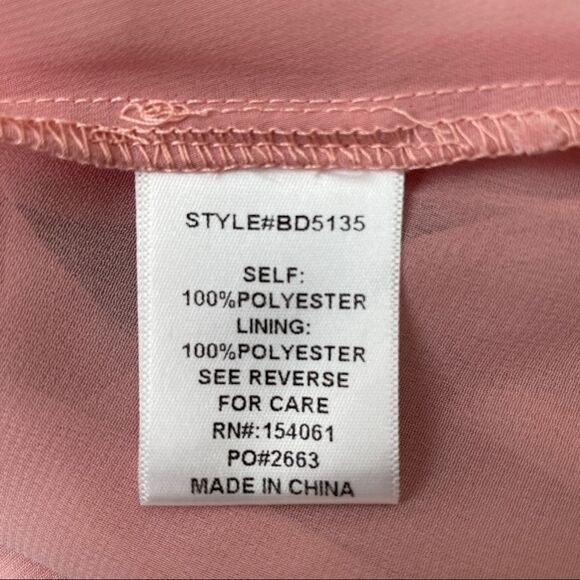 STYLE#BD5135
SELF:
100%POLYESTER
LINING:
100%POLYESTER
SEE REVERSE
FOR CARE
RN#:154061
PO#2663
MADE IN CHINA